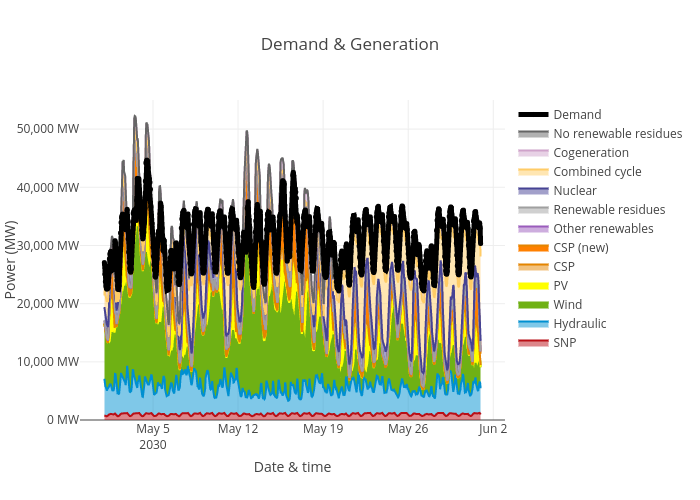 Demand & Generation
50,000 MW
40,000 MW
30,000 MW
20,000 MW
10,000 MW
0 MW
Power (MW)
May 5
2030
May 12
May 19
May 26
Jun 2
Date & time
Demand
No renewable residues
Cogeneration
Combined cycle
Nuclear
Renewable residues
Other renewables
CSP (new)
CSP
PV
Wind
Hydraulic
SNP